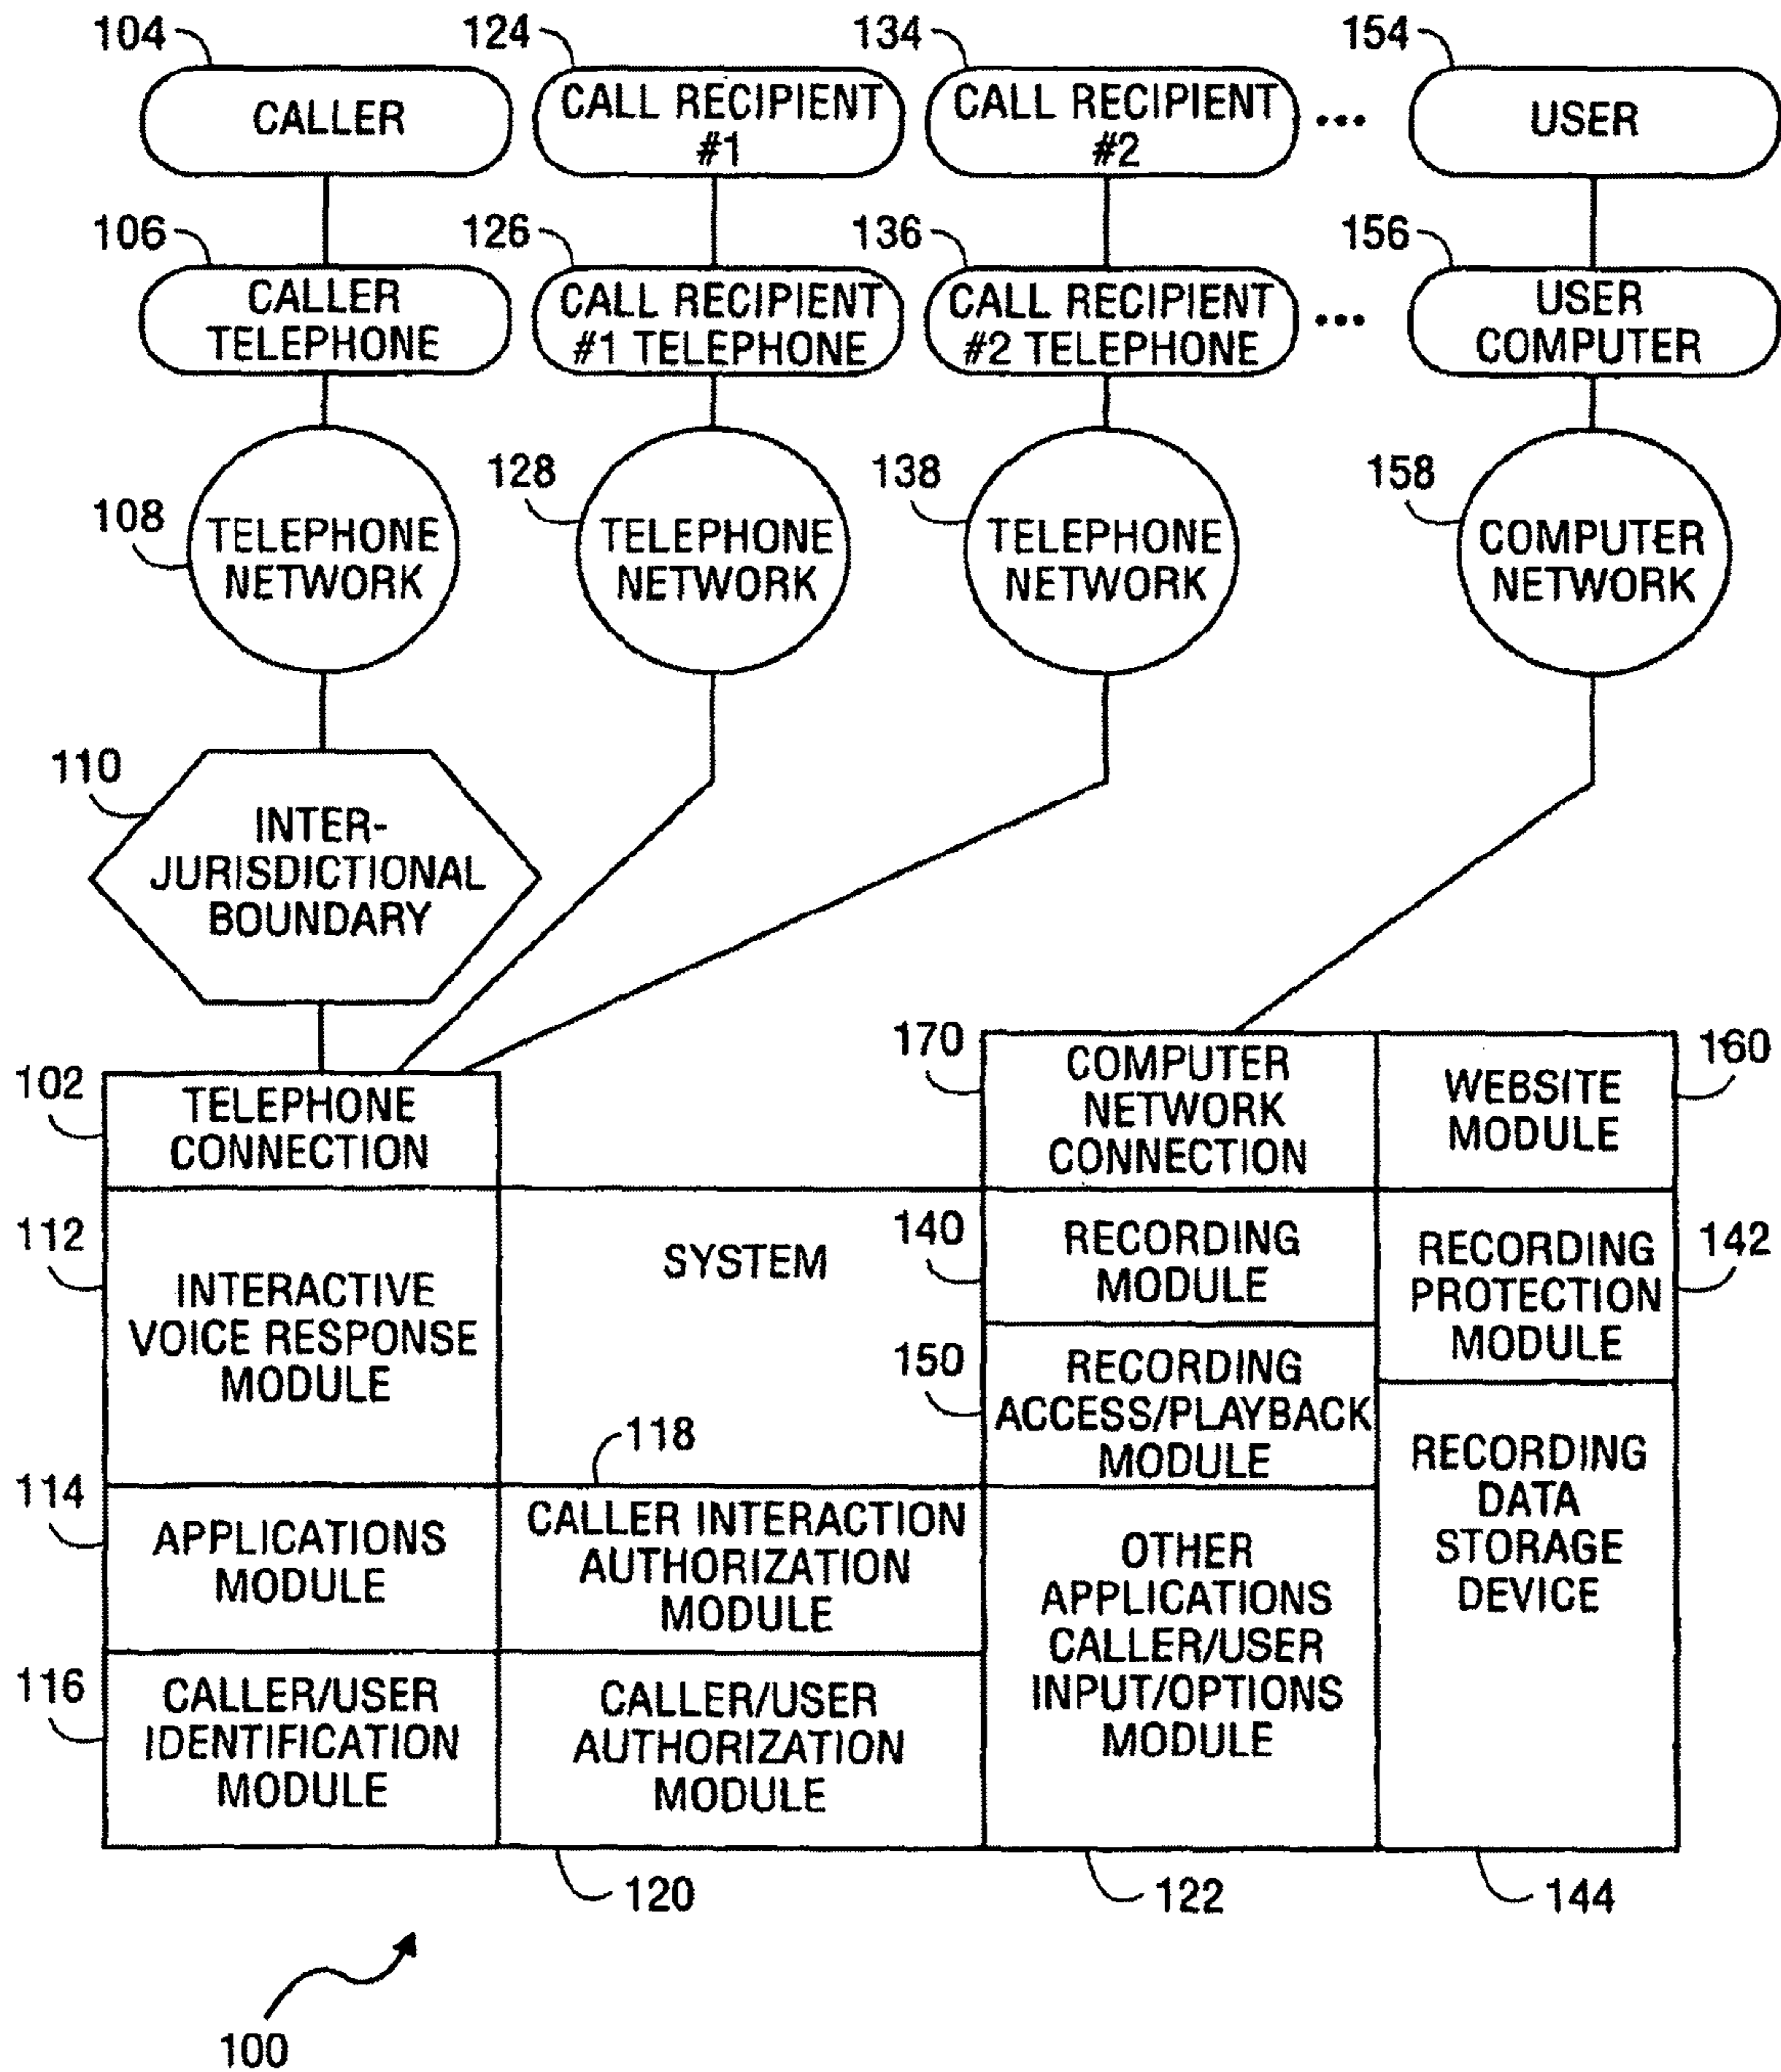 104
124
134
154
CALLER
CALL RECIPIENT
#1
CALL RECIPIENT
#2
...
USER
106
126
136
156
CALLER
TELEPHONE
CALL RECIPIENT
#1 TELEPHONE
CALL RECIPIENT
#2 TELEPHONE
...
USER
COMPUTER
108
TELEPHONE
NETWORK
128
TELEPHONE
NETWORK
138
TELEPHONE
NETWORK
158
COMPUTER
NETWORK
110
INTER-
JURISDICTIONAL
BOUNDARY
102
TELEPHONE
CONNECTION
170
COMPUTER
NETWORK
CONNECTION
WEBSITE
MODULE
160
112
INTERACTIVE
VOICE RESPONSE
MODULE
SYSTEM
140
RECORDING
MODULE
RECORDING
PROTECTION
MODULE
142
150
RECORDING
ACCESS/PLAYBACK
MODULE
118
114
APPLICATIONS
MODULE
CALLER INTERACTION
AUTHORIZATION
MODULE
OTHER
APPLICATIONS
CALLER/USER
INPUT/OPTIONS
MODULE
RECORDING
DATA
STORAGE
DEVICE
116
CALLER/USER
IDENTIFICATION
MODULE
CALLER/USER
AUTHORIZATION
MODULE
120
122
144
100